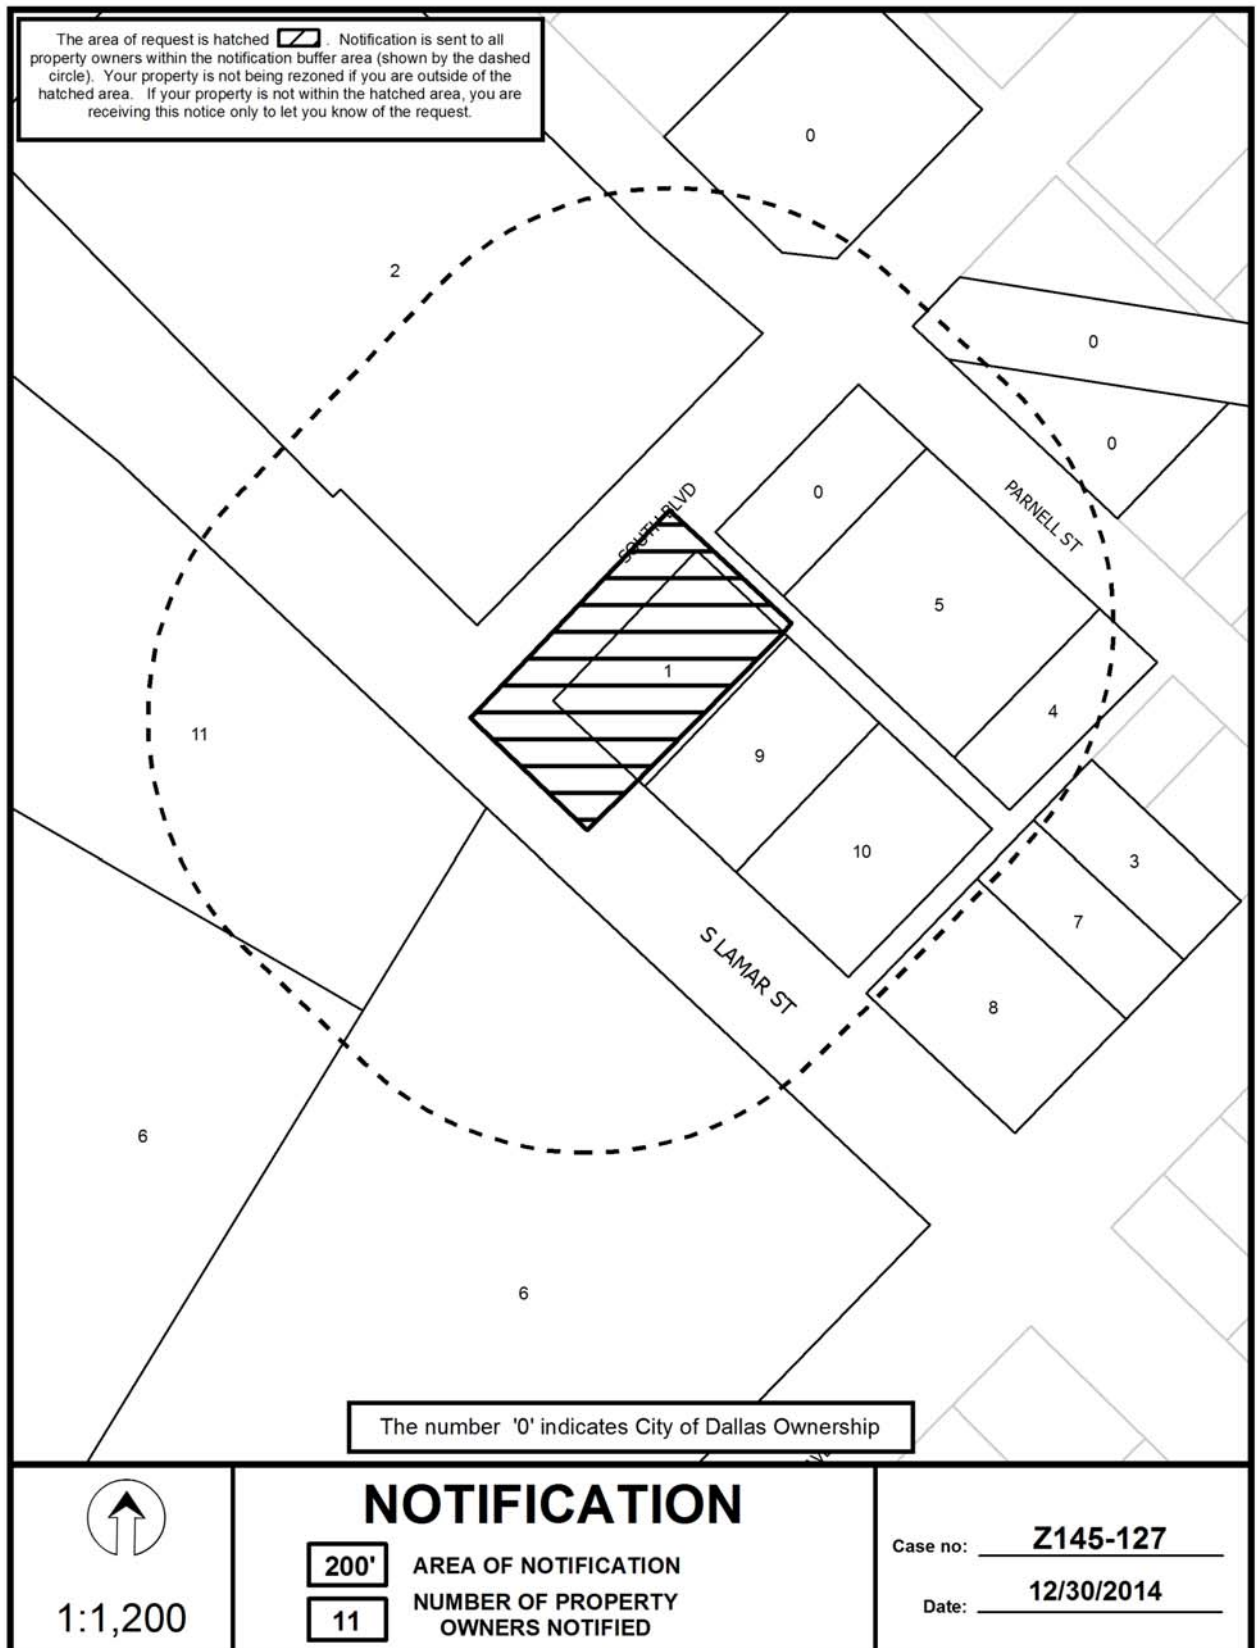 The area of request is hatched . Notification is sent to all
property owners within the notification buffer area (shown by the dashed
circle). Your property is not being rezoned if you are outside of the
hatched area. If your property is not within the hatched area, you are
receiving this notice only to let you know of the request.
0
2
0
0
SOUTH BLVD
0
PARNELL ST
5
1
4
11
9
10
3
7
S LAMAR ST
8
6
6
The number '0' indicates City of Dallas Ownership
1:1,200
NOTIFICATION
200' AREA OF NOTIFICATION
11 NUMBER OF PROPERTY
OWNERS NOTIFIED
Case no: Z145-127
Date: 12/30/2014